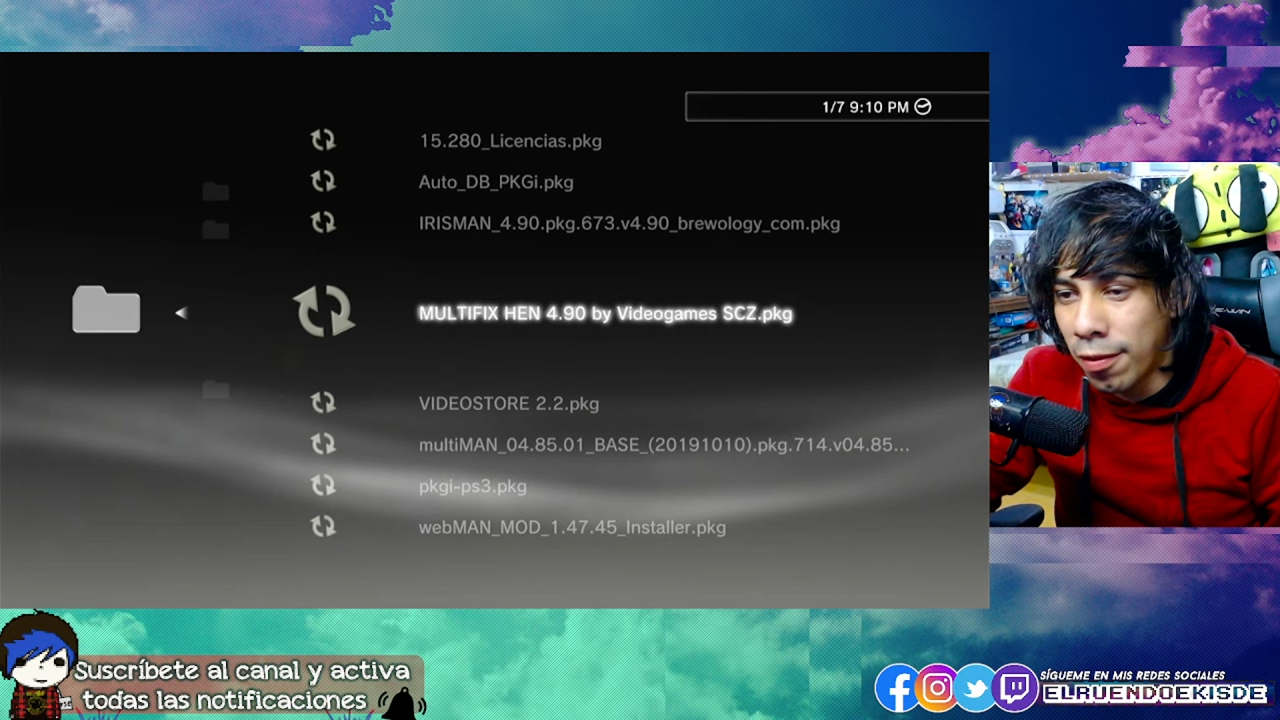 1/7 9:10 PM
15.280_Licencias.pkg
Auto_DB_PKGi.pkg
IRISMAN_4.90.pkg.673.v4.90_brewology_com.pkg
MULTIFIX HEN 4.90 by Videogames SCZ.pkg
VIDEOSTORE 2.2.pkg
multiMAN_04.85.01_BASE_(20191010).pkg.714.v04.85...
pkgi-ps3.pkg
webMAN_MOD_1.47.45_Installer.pkg
Suscríbete al canal y activa
todas las notificaciones
SÍGUEME EN MIS REDES SOCIALES
ELRUENDOEKISDE